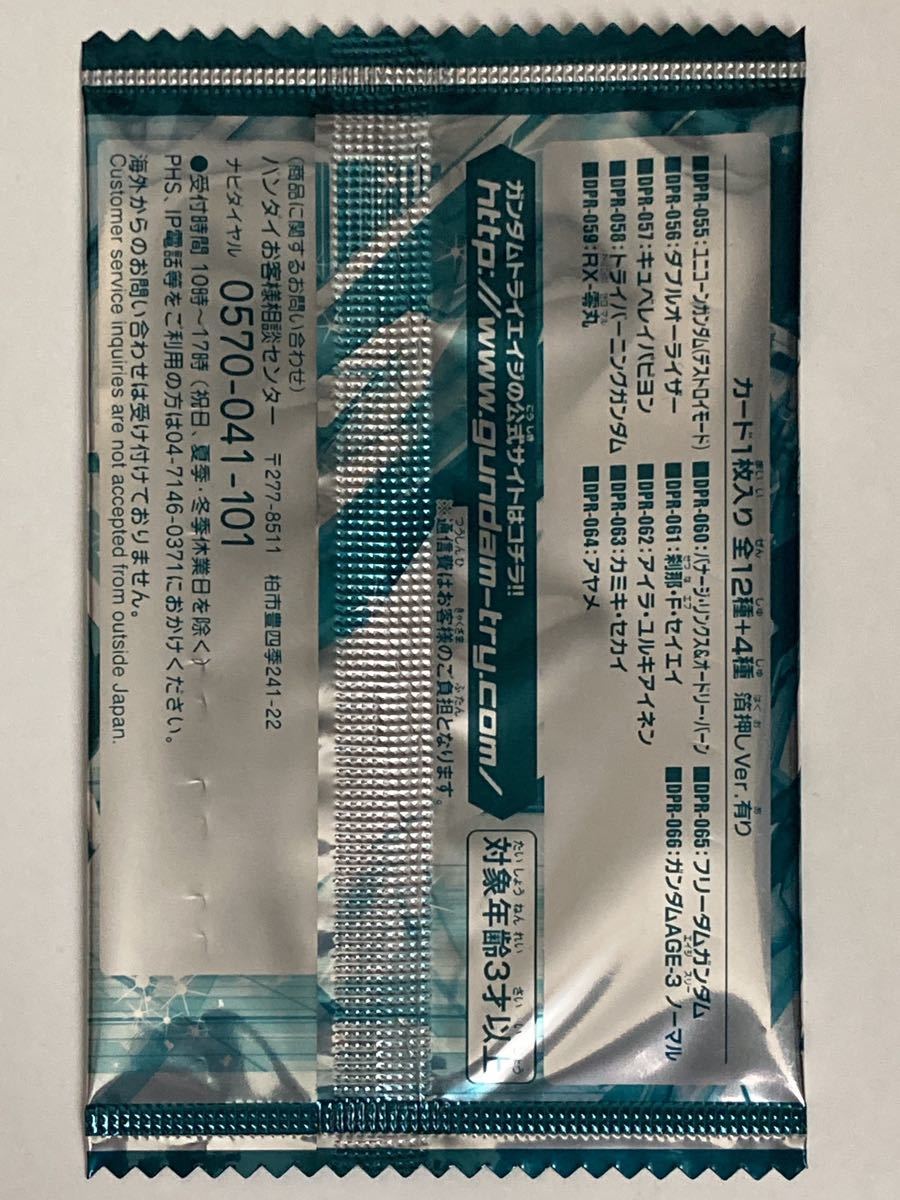 カード1枚入り 全12種+4種 箔押しVer.有り
■DPR-055:ユニコーンガンダム(デストロイモード)
■DPR-056:ダブルオーライザー
■DPR-057:キュベレイパピヨン
■DPR-058:トライバーニングガンダム
■DPR-059:RX-零丸
■DPR-060:バナージ・リンクス&オードリー・バーン
■DPR-061:刹那・F・セイエイ
■DPR-062:アイラ・ユルキアイネン
■DPR-063:カミキ・セカイ
■DPR-064:アヤメ
■DPR-065:フリーダムガンダム
■DPR-066:ガンダムAGE-3 ノーマル
ガンダムトライエイジの公式サイトはコチラ!!
http://www.gundam-try.com/
※通信費はお客様のご負担となります。
対象年齢3才以上
(商品に関するお問い合わせ)
バンダイお客様相談センター 〒277-8511 柏市豊四季241-22
ナビダイヤル 0570-041-101
●受付時間 10時〜17時 (祝日、夏季・冬季休業日を除く)
PHS、IP電話等をご利用の方は04-7146-0371におかけください。
海外からのお問い合わせは受け付けておりません。
Customer service inquiries are not accepted from outside Japan.